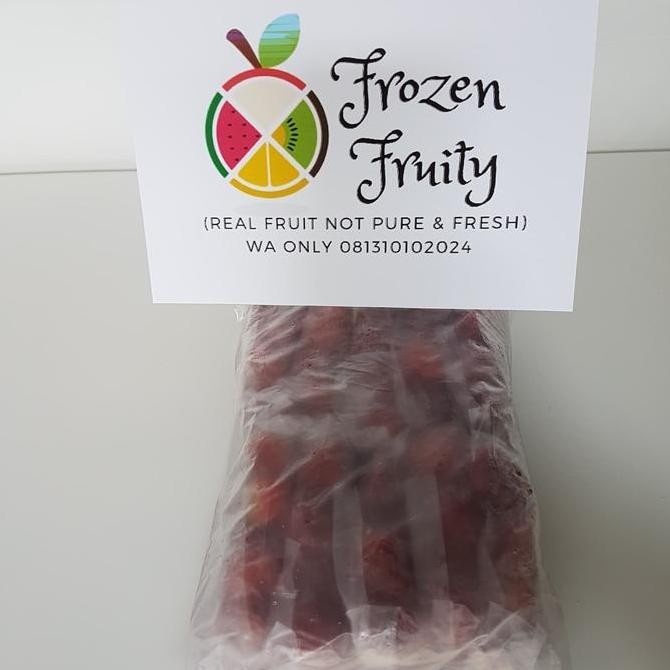 Frozen
Fruity
(REAL FRUIT NOT PURE & FRESH)
WA ONLY 081310102024